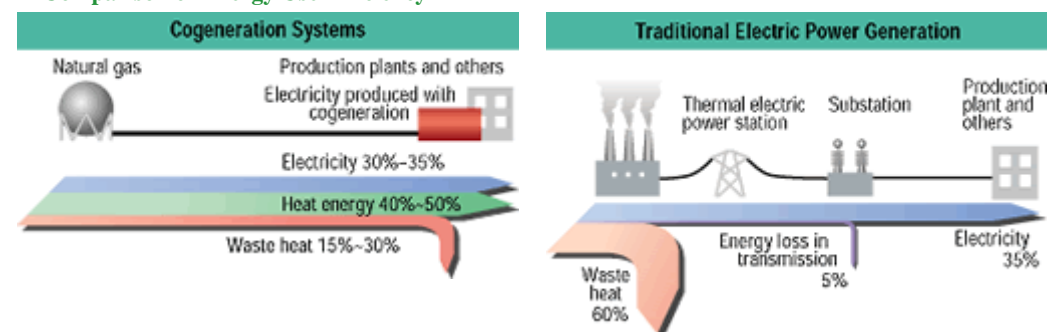 Cogeneration Systems
Natural gas
Production plants and others
Electricity produced with
cogeneration
Electricity 30%–35%
Heat energy 40%~50%
Waste heat 15%~30%
Traditional Electric Power Generation
Thermal electric
power station
Substation
Production
plant and
others
Energy loss in
transmission
5%
Electricity
35%
Waste
heat
60%